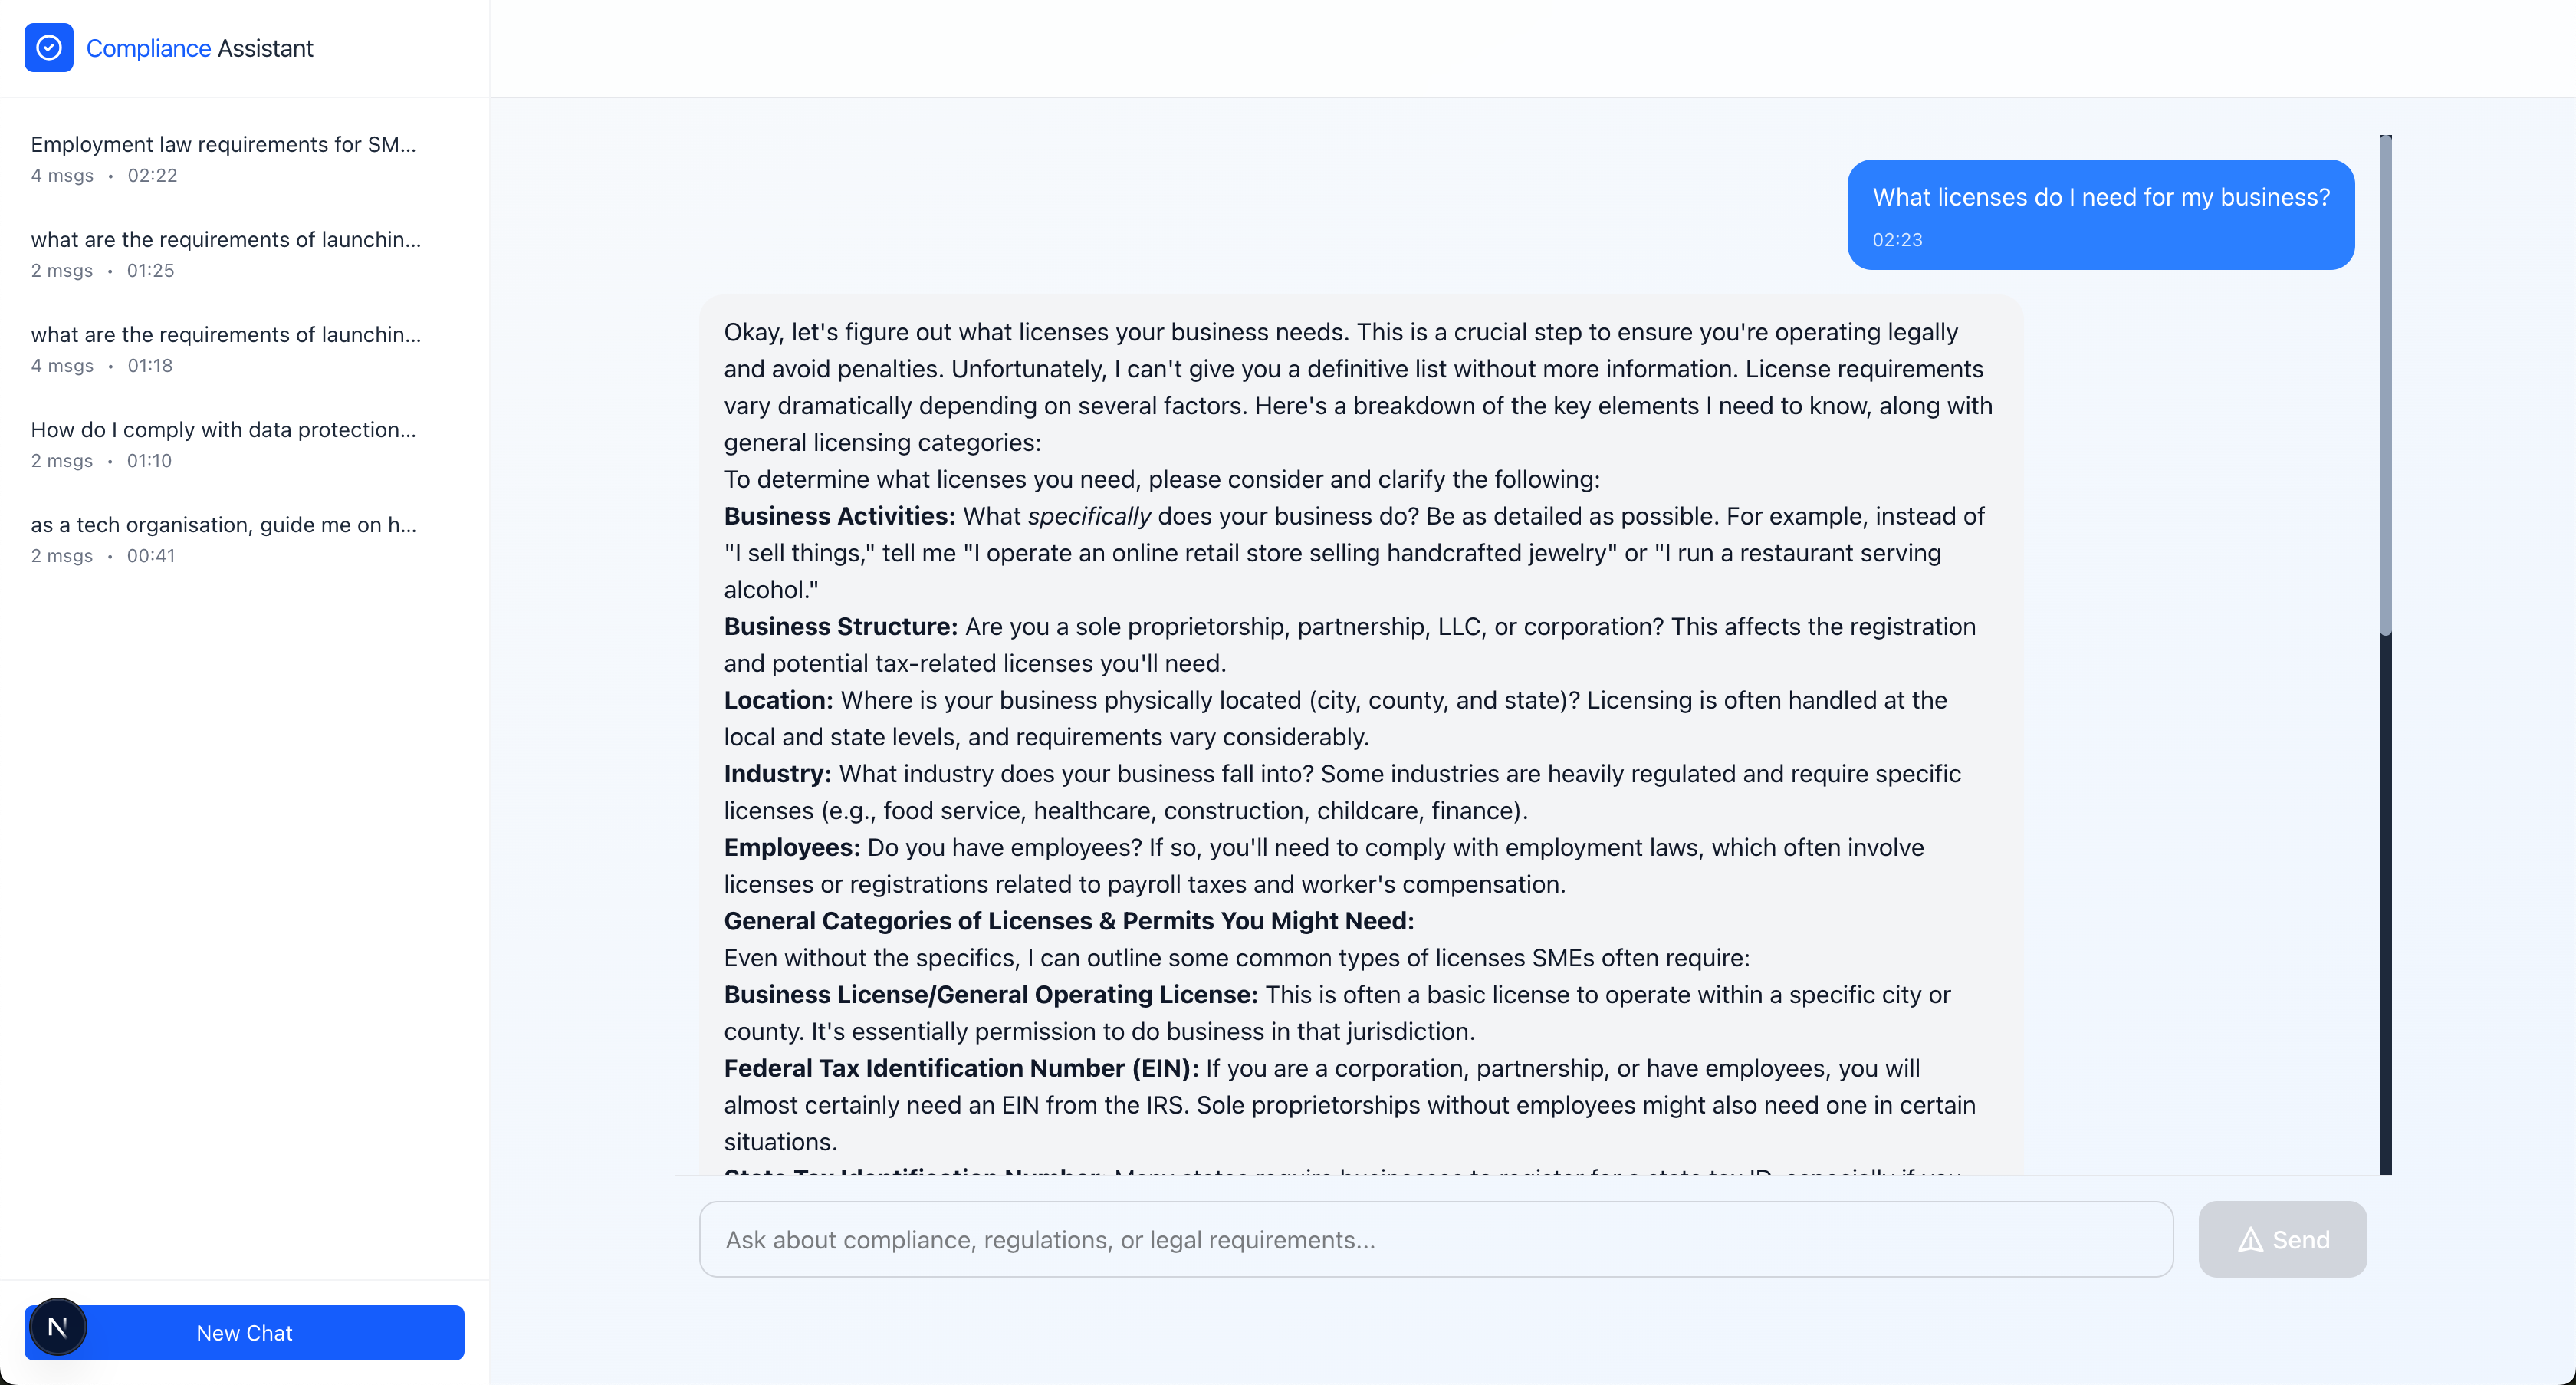 Compliance Assistant
Employment law requirements for SM...
4 msgs • 02:22
what are the requirements of launchin...
2 msgs • 01:25
what are the requirements of launchin...
4 msgs • 01:18
How do I comply with data protection...
2 msgs • 01:10
as a tech organisation, guide me on h...
2 msgs • 00:41
N
New Chat
What licenses do I need for my business?
02:23
Okay, let's figure out what licenses your business needs. This is a crucial step to ensure you're operating legally
and avoid penalties. Unfortunately, I can't give you a definitive list without more information. License requirements
vary dramatically depending on several factors. Here's a breakdown of the key elements I need to know, along with
general licensing categories:
To determine what licenses you need, please consider and clarify the following:
Business Activities: What specifically does your business do? Be as detailed as possible. For example, instead of
"I sell things," tell me "I operate an online retail store selling handcrafted jewelry" or "I run a restaurant serving
alcohol."
Business Structure: Are you a sole proprietorship, partnership, LLC, or corporation? This affects the registration
and potential tax-related licenses you'll need.
Location: Where is your business physically located (city, county, and state)? Licensing is often handled at the
local and state levels, and requirements vary considerably.
Industry: What industry does your business fall into? Some industries are heavily regulated and require specific
licenses (e.g., food service, healthcare, construction, childcare, finance).
Employees: Do you have employees? If so, you'll need to comply with employment laws, which often involve
licenses or registrations related to payroll taxes and worker's compensation.
General Categories of Licenses & Permits You Might Need:
Even without the specifics, I can outline some common types of licenses SMEs often require:
Business License/General Operating License: This is often a basic license to operate within a specific city or
county. It's essentially permission to do business in that jurisdiction.
Federal Tax Identification Number (EIN): If you are a corporation, partnership, or have employees, you will
almost certainly need an EIN from the IRS. Sole proprietorships without employees might also need one in certain
situations.
State Tax Identification Number: Many states require businesses to register for a state tax ID, especially if you
Ask about compliance, regulations, or legal requirements...
Send